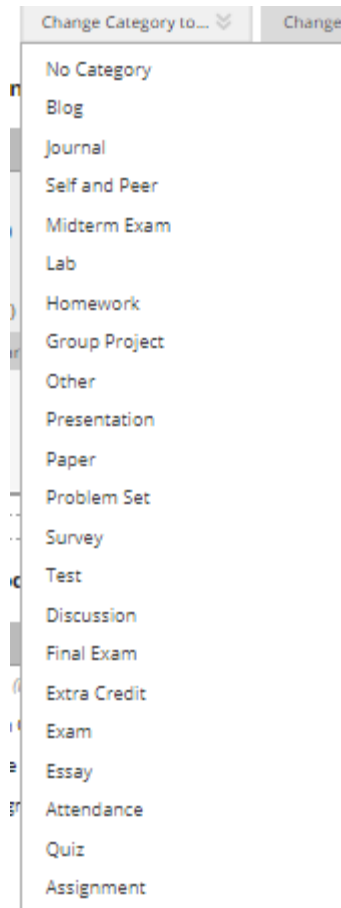 Change Category to... Change
No Category
Blog
Journal
Self and Peer
Midterm Exam
Lab
Homework
Group Project
Other
Presentation
Paper
Problem Set
Survey
Test
Discussion
Final Exam
Extra Credit
Exam
Essay
Attendance
Quiz
Assignment